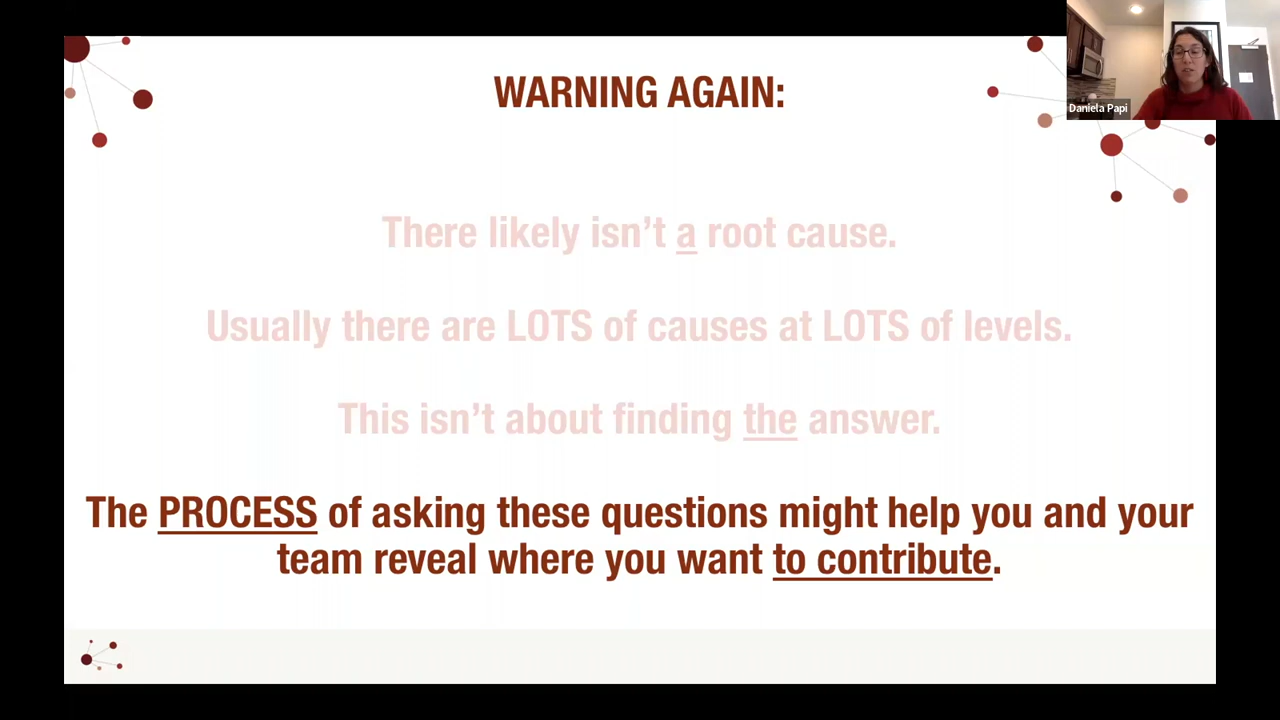 WARNING AGAIN:
Daniela Papi
There likely isn’t a root cause.
Usually there are LOTS of causes at LOTS of levels.
This isn’t about finding the answer.
The PROCESS of asking these questions might help you and your
team reveal where you want to contribute.